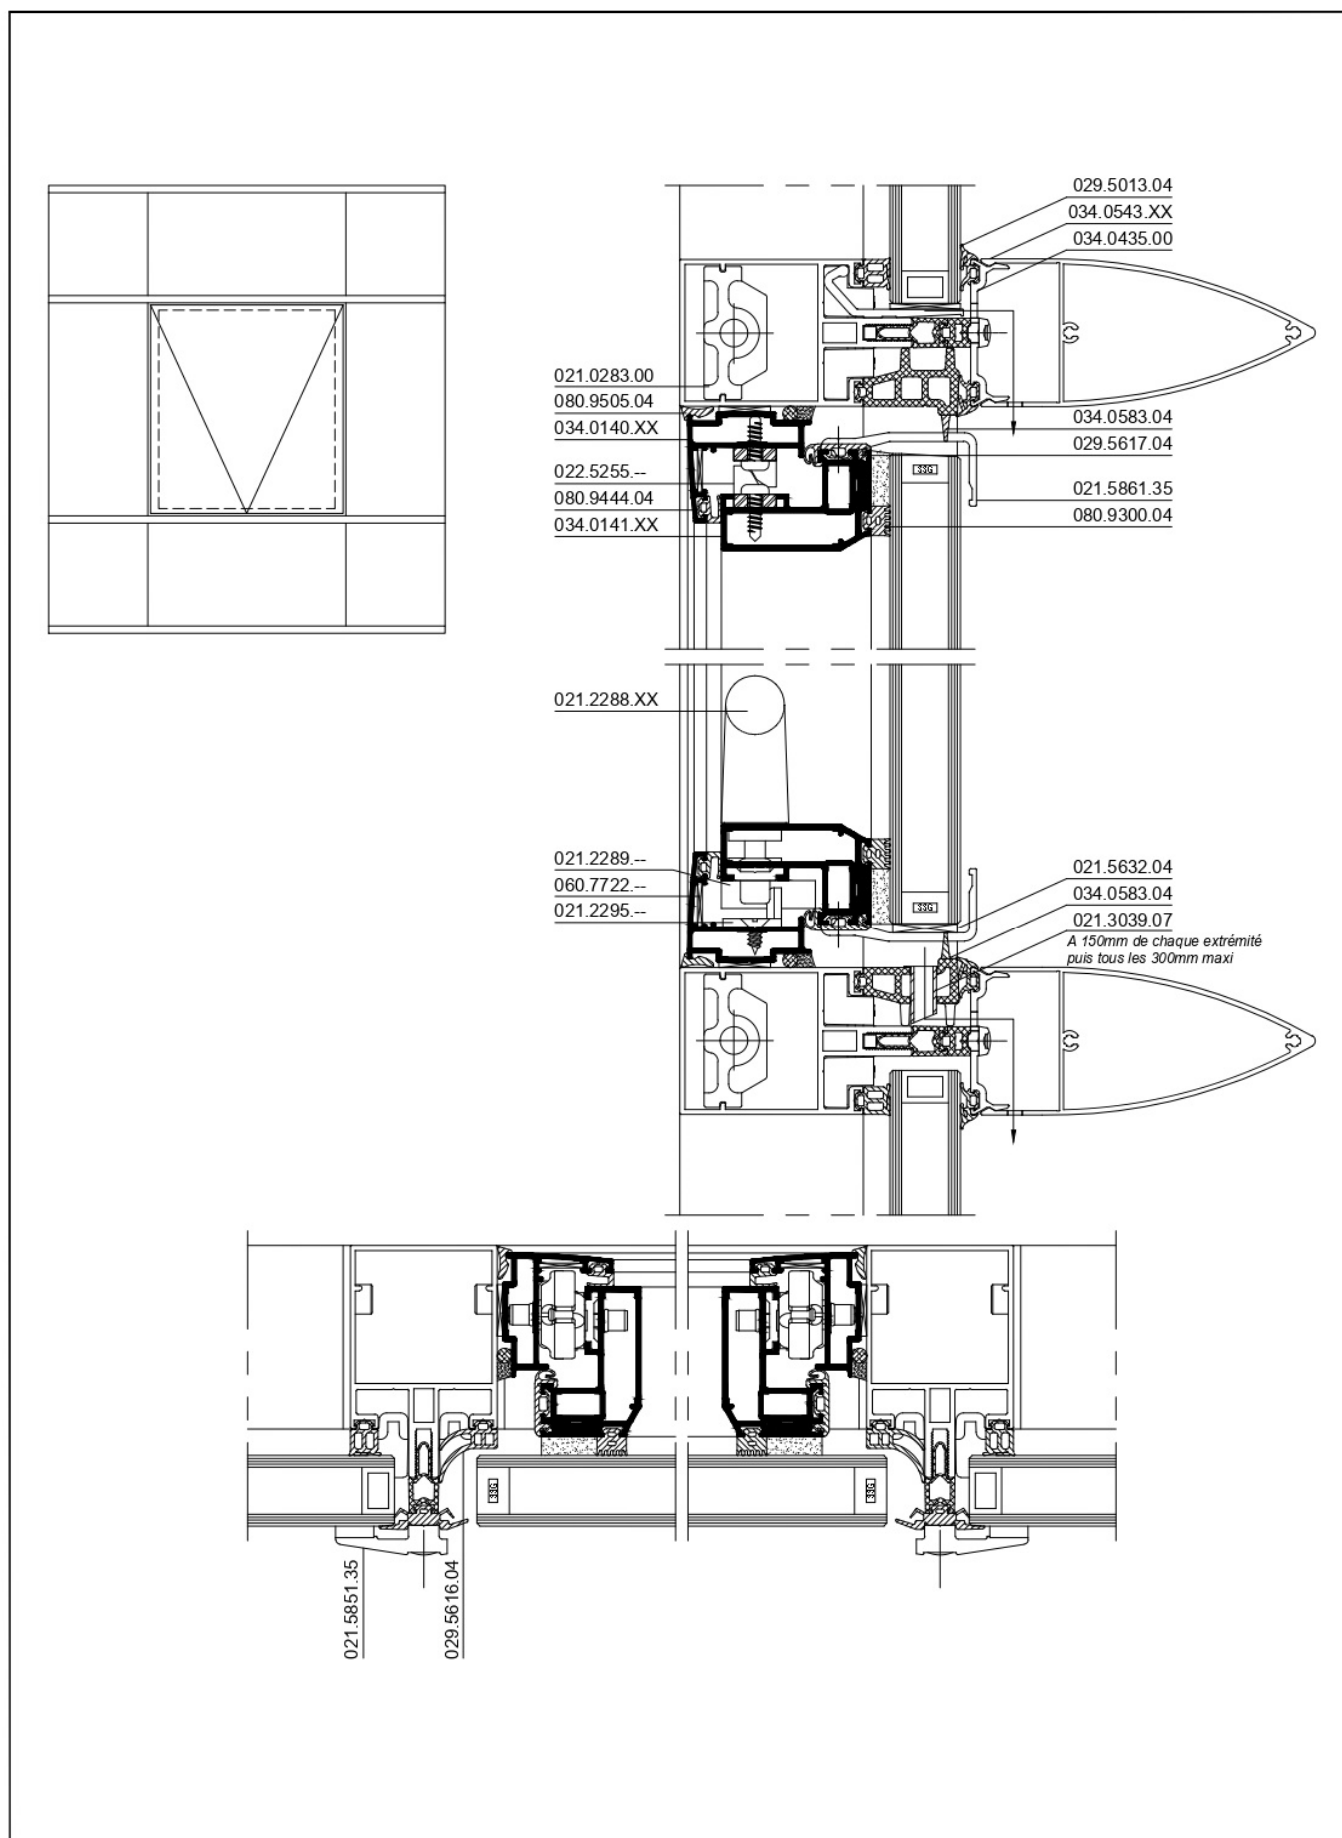 029.5013.04
034.0543.XX
034.0435.00
021.0283.00
080.9505.04
034.0140.XX
022.5255.--
080.9444.04
034.0141.XX
034.0583.04
029.5617.04
021.5861.35
080.9300.04
SSG
021.2288.XX
021.2289.--
060.7722.--
021.2295.--
SSG
021.5632.04
034.0583.04
021.3039.07
A 150mm de chaque extrémité
puis tous les 300mm maxi
SSG
SSG
021.5851.35
029.5616.04